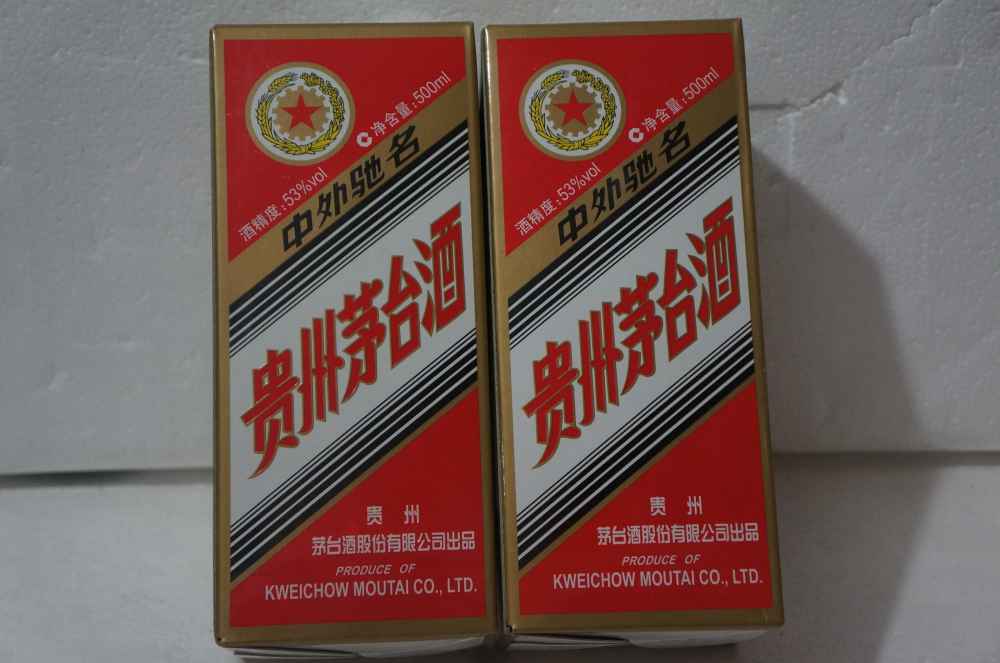 净含量:500ml
酒精度:53%vol
中外驰名
贵州茅台酒
贵州
茅台酒股份有限公司出品
PRODUCE OF
KWEICHOW MOUTAI CO., LTD.
净含量:500ml
酒精度:53%vol
中外驰名
贵州茅台酒
贵州
茅台酒股份有限公司出品
PRODUCE OF
KWEICHOW MOUTAI CO., LTD.